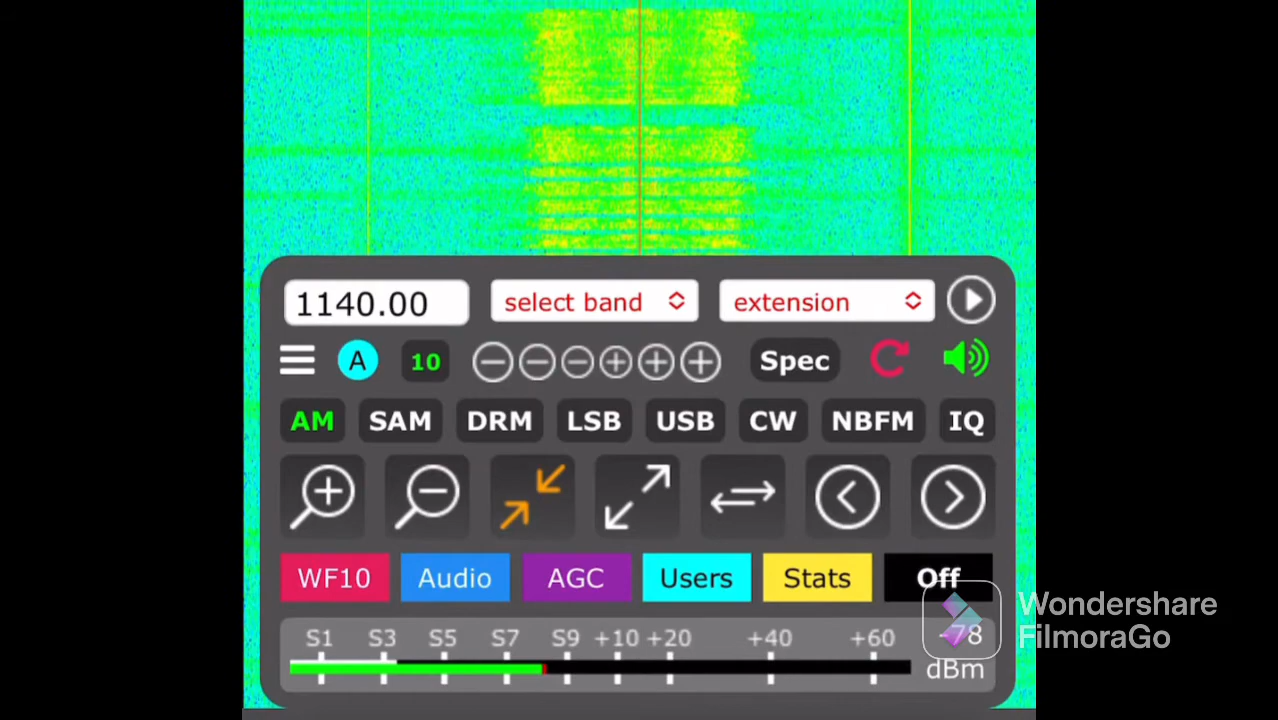 1140.00 select band extension
A 10 Spec
AM SAM DRM LSB USB CW NBFM IQ
WF10 Audio AGC Users Stats Off
S1 S3 S5 S7 S9 +10 +20 +40 +60 -78
dBm
Wondershare
FilmoraGo